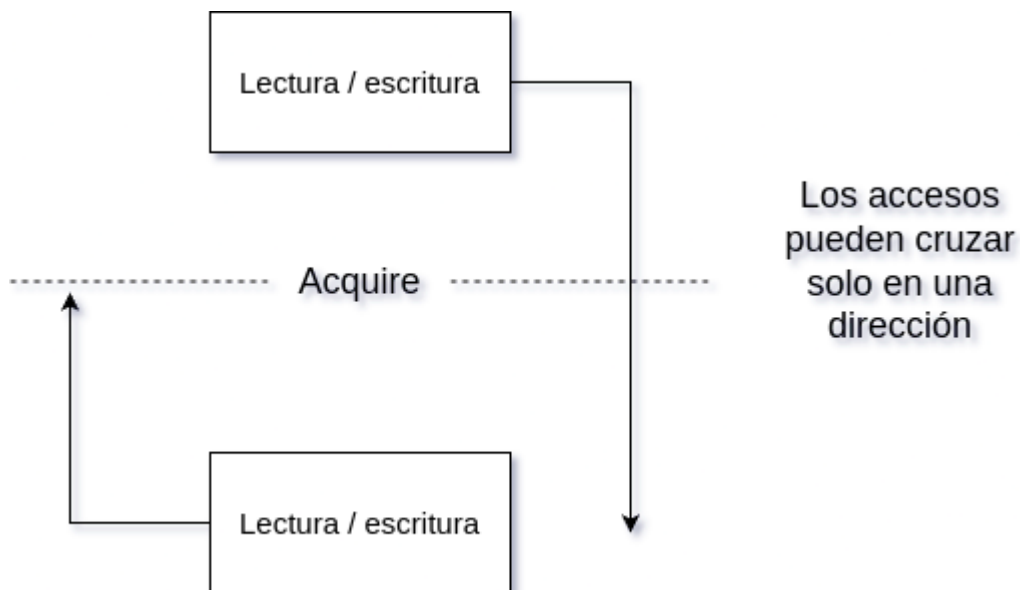 Lectura / escritura
Los accesos
pueden cruzar
solo en una
dirección
Acquire
Lectura / escritura